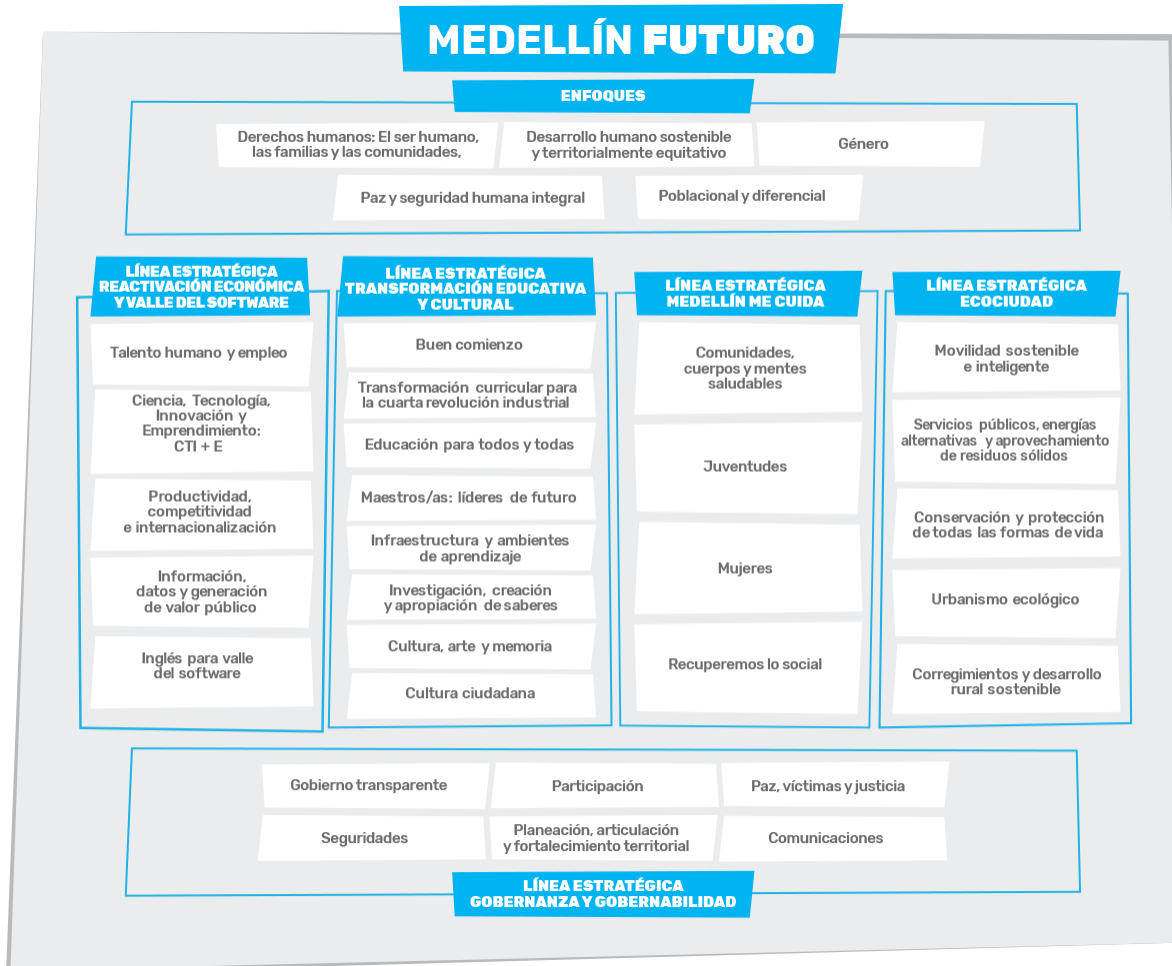 MEDELLÍN FUTURO
ENFOQUES
Derechos humanos: El ser humano,
las familias y las comunidades,
Desarrollo humano sostenible
y territorialmente equitativo
Género
Paz y seguridad humana integral
Poblacional y diferencial
LÍNEA ESTRATÉGICA
REACTIVACIÓN ECONÓMICA
Y VALLE DEL SOFTWARE
Talento humano y empleo
Ciencia, Tecnología,
Innovación y
Emprendimiento:
CTI + E
Productividad,
competitividad
e internacionalización
Información,
datos y generación
de valor público
Inglés para valle
del software
LÍNEA ESTRATÉGICA
TRANSFORMACIÓN EDUCATIVA
Y CULTURAL
Buen comienzo
Transformación curricular para
la cuarta revolución industrial
Educación para todos y todas
Maestros/as: líderes de futuro
Infraestructura y ambientes
de aprendizaje
Investigación, creación
y apropiación de saberes
Cultura, arte y memoria
Cultura ciudadana
LÍNEA ESTRATÉGICA
MEDELLÍN ME CUIDA
Comunidades,
cuerpos y mentes
saludables
Juventudes
Mujeres
Recuperemos lo social
LÍNEA ESTRATÉGICA
ECOCIUDAD
Movilidad sostenible
e inteligente
Servicios públicos, energías
alternativas y aprovechamiento
de residuos sólidos
Conservación y protección
de todas las formas de vida
Urbanismo ecológico
Corregimientos y desarrollo
rural sostenible
Gobierno transparente
Participación
Paz, víctimas y justicia
Seguridades
Planeación, articulación
y fortalecimiento territorial
Comunicaciones
LÍNEA ESTRATÉGICA
GOBERNANZA Y GOBERNABILIDAD